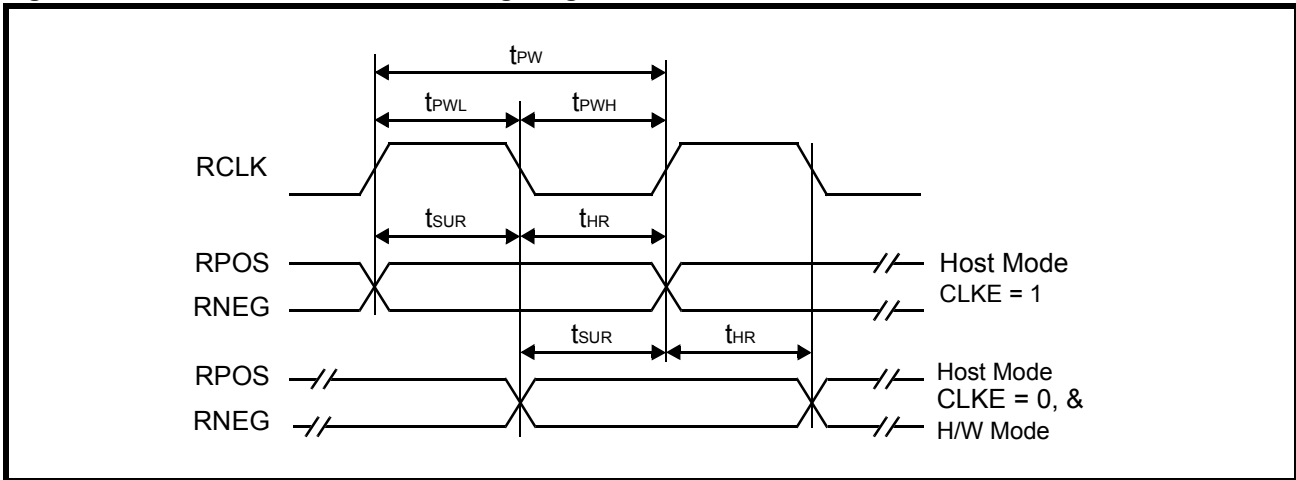 tPW
tPWL
tPWH
RCLK
tSUR
tHR
RPOS
RNEG
Host Mode
CLKE = 1
tSUR
tHR
RPOS
RNEG
Host Mode
CLKE = 0, &
H/W Mode